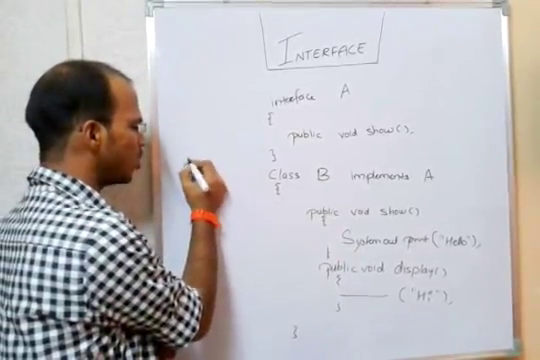 INTERFACE
interface A
{
public void show();
}
Class B implements A
{
public void show()
{
System out print ("Hello");
}
public void display()
{
——— ("Hi");
}
}